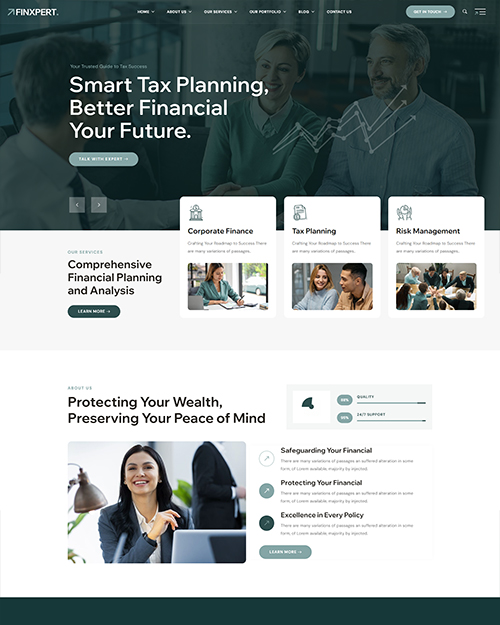 FINXPERT.
HOME
ABOUT US
OUR SERVICES
OUR PORTFOLIO
BLOG
CONTACT US
GET IN TOUCH →
Your Trusted Guide to Tax Success
Smart Tax Planning,
Better Financial
Your Future.
TALK WITH EXPERT →
OUR SERVICES
Comprehensive
Financial Planning
and Analysis
LEARN MORE →
Corporate Finance
Crafting Your Roadmap to Success There
are many variations of passages.
Tax Planning
Crafting Your Roadmap to Success There
are many variations of passages.
Risk Management
Crafting Your Roadmap to Success There
are many variations of passages.
ABOUT US
Protecting Your Wealth,
Preserving Your Peace of Mind
QUALITY
24/7 SUPPORT
90%
Safeguarding Your Financial
There are many variations of passages an suffered alteration in some
form, of Lorem available, majority by injected.
Protecting Your Financial
There are many variations of passages an suffered alteration in some
form, of Lorem available, majority by injected.
Excellence in Every Policy
There are many variations of passages an suffered alteration in some
form, of Lorem available, majority by injected.
LEARN MORE →